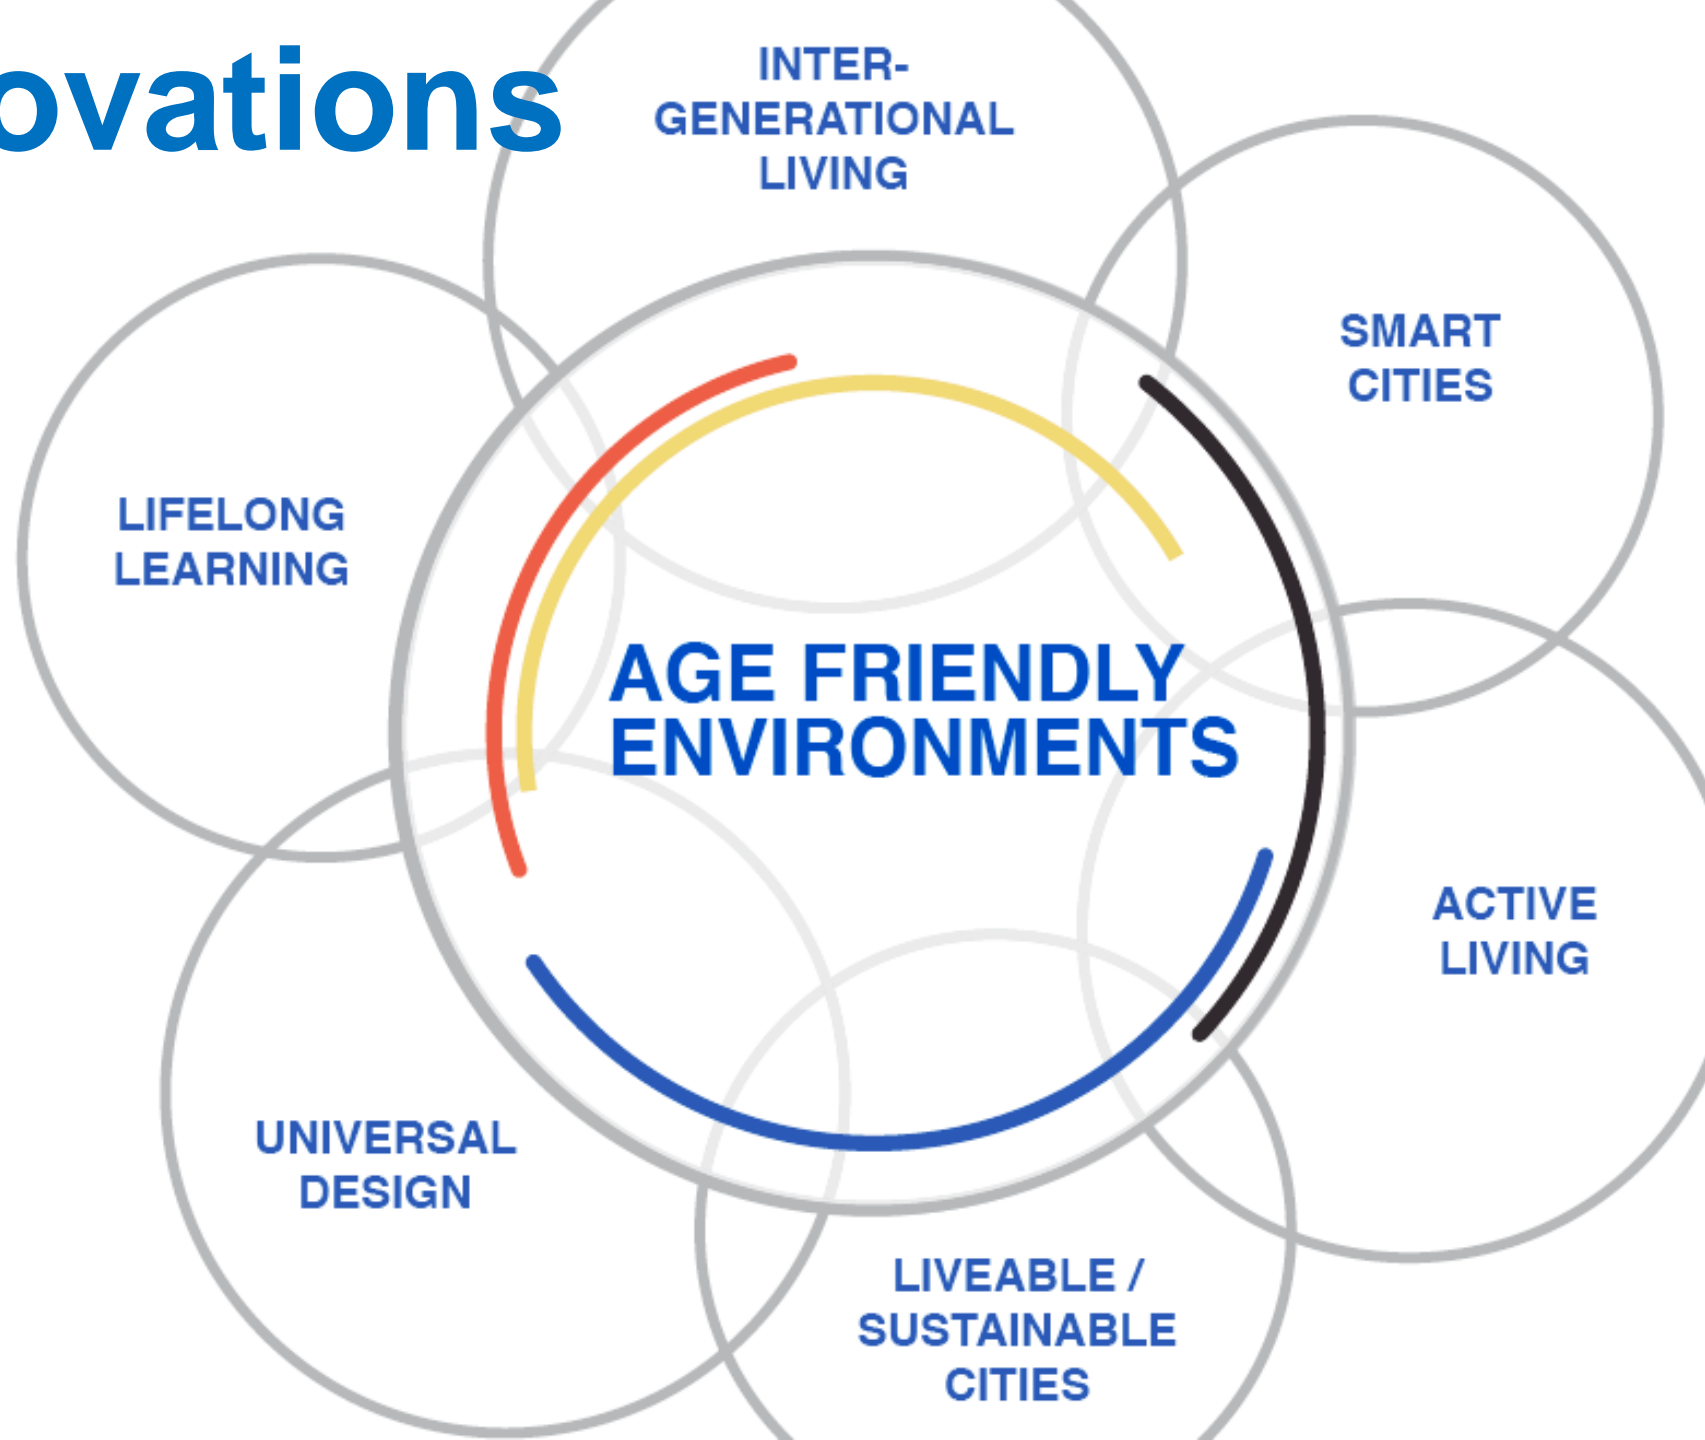 ovations
INTER-
GENERATIONAL
LIVING
SMART
CITIES
LIFELONG
LEARNING
AGE FRIENDLY
ENVIRONMENTS
ACTIVE
LIVING
UNIVERSAL
DESIGN
LIVEABLE /
SUSTAINABLE
CITIES